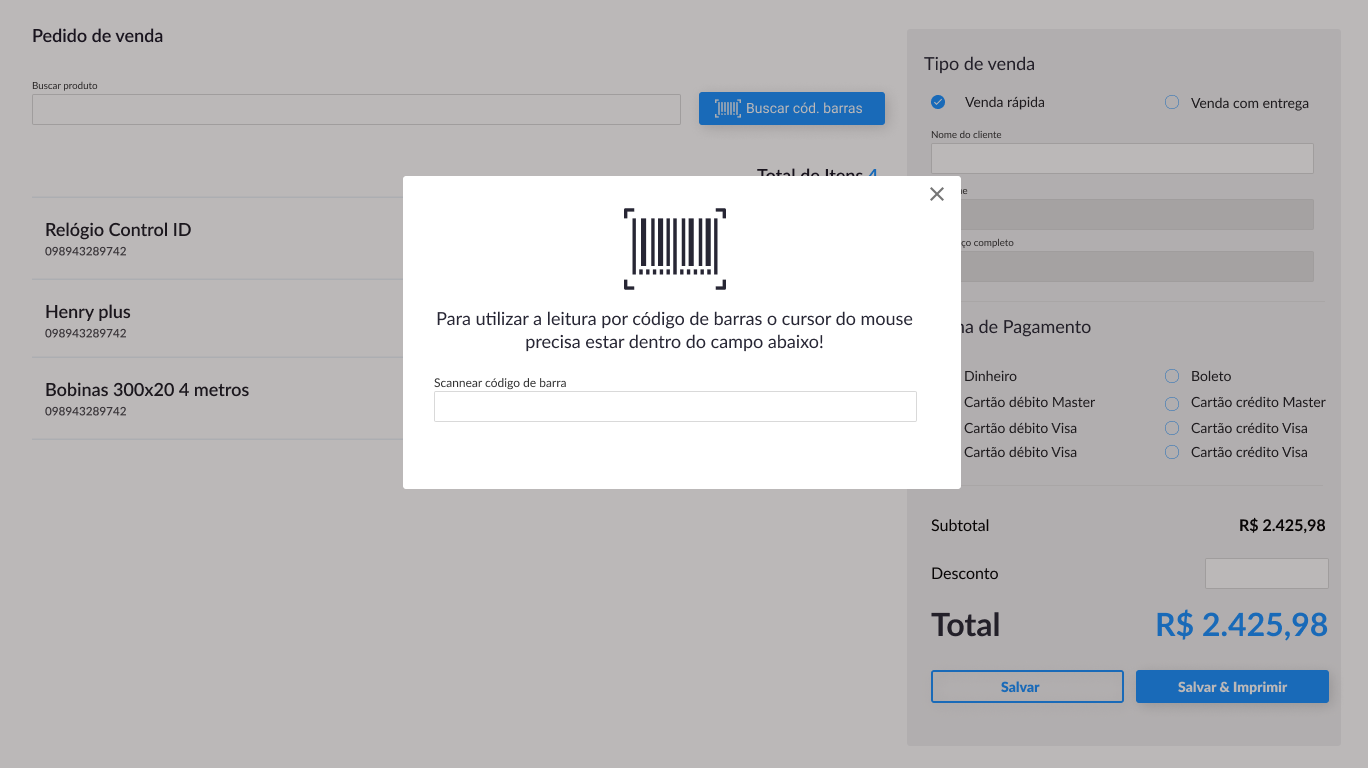 Pedido de venda
Buscar produto
Buscar cód. barras
Total de Itens 4
Relógio Control ID
098943289742
Henry plus
098943289742
Bobinas 300x20 4 metros
098943289742
Para utilizar a leitura por código de barras o cursor do mouse
precisa estar dentro do campo abaixo!
Scannear código de barra
Tipo de venda
Venda rápida
Venda com entrega
Nome do cliente
ço completo
de Pagamento
Dinheiro
Boleto
Cartão débito Master
Cartão crédito Master
Cartão débito Visa
Cartão crédito Visa
Cartão débito Visa
Cartão crédito Visa
Subtotal
R$ 2.425,98
Desconto
Total
R$ 2.425,98
Salvar
Salvar & Imprimir